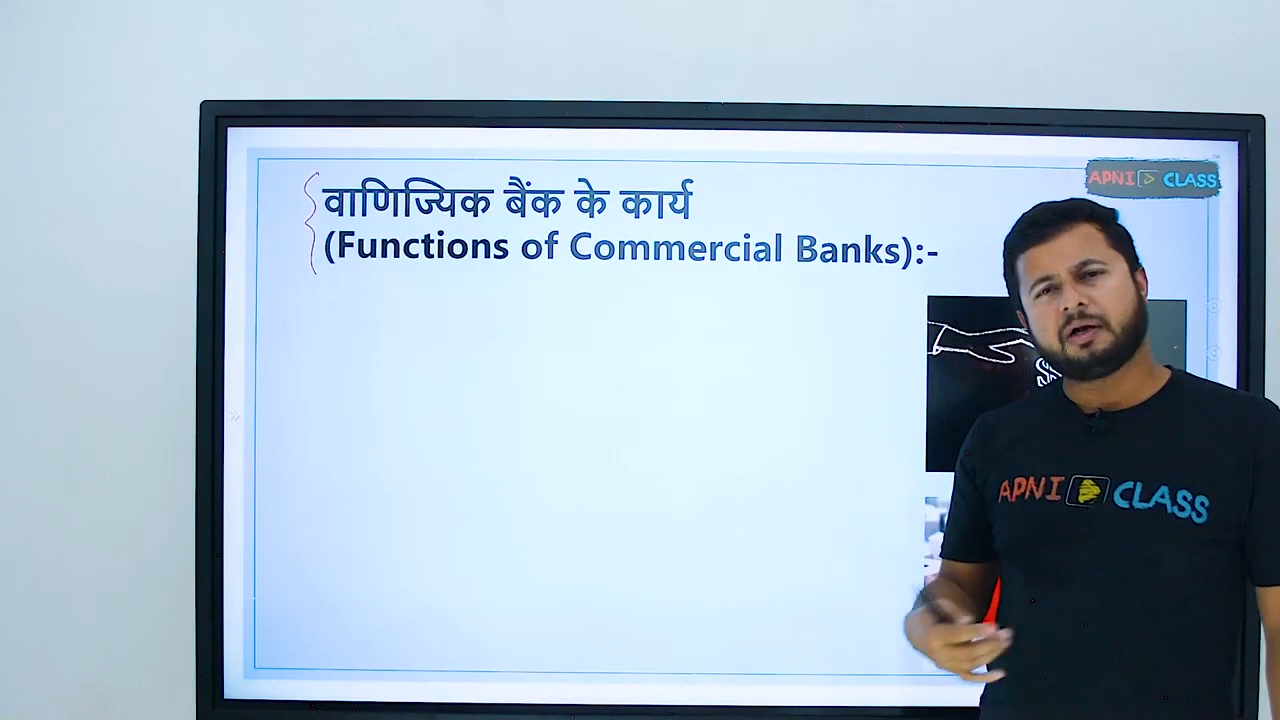 वाणिज्यिक बैंक के कार्य
(Functions of Commercial Banks):-
APNI CLASS
APNI CLASS